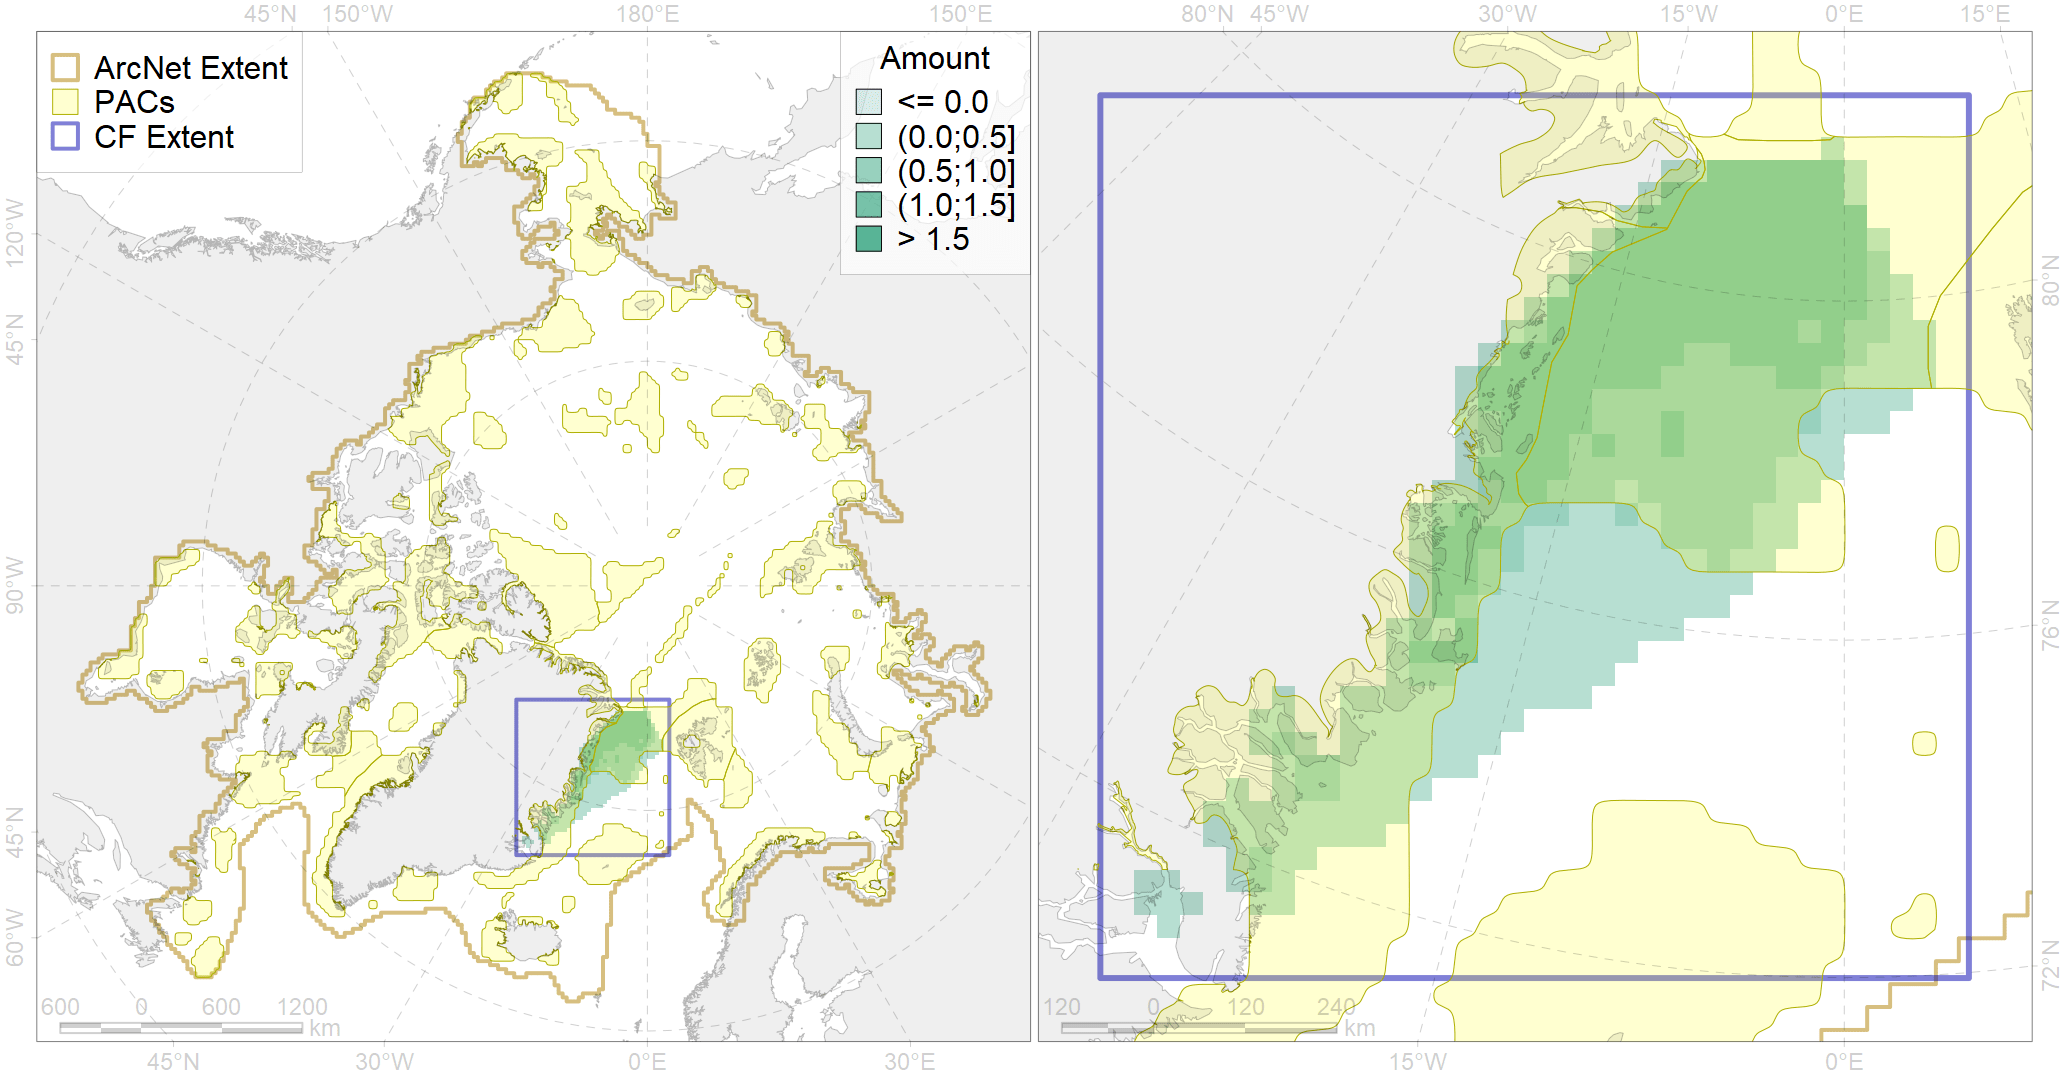 45°N 150°W 180°E 150°E 80°N 45°W 30°W 15°W 0°E 15°E
ArcNet Extent
PACs
CF Extent
Amount
<= 0.0
(0.0;0.5]
(0.5;1.0]
(1.0;1.5]
> 1.5
120°W
45°N
90°W
45°N
60°W
80°N
76°N
72°N
600 0 600 1200
km
120 0 120 240
km
45°N 30°W 0°E 30°E 15°W 0°E